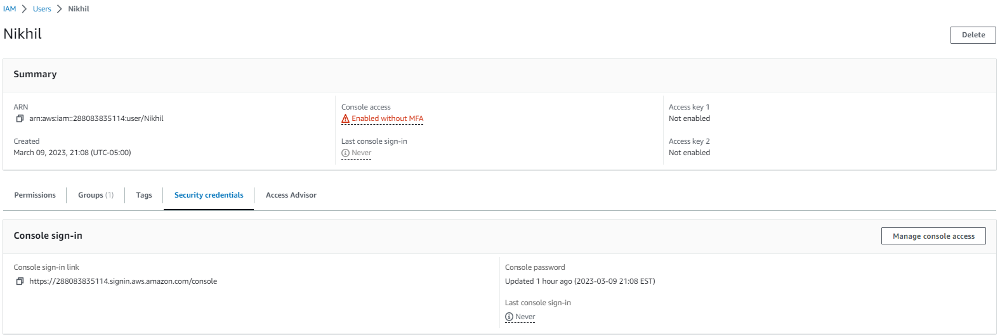 IAM > Users > Nikhil
Nikhil
Delete
Summary
ARN
arn:aws:iam::288083835114:user/Nikhil
Created
March 09, 2023, 21:08 (UTC-05:00)
Console access
Enabled without MFA
Last console sign-in
Never
Access key 1
Not enabled
Access key 2
Not enabled
Permissions
Groups (1)
Tags
Security credentials
Access Advisor
Console sign-in
Manage console access
Console sign-in link
https://288083835114.signin.aws.amazon.com/console
Console password
Updated 1 hour ago (2023-03-09 21:08 EST)
Last console sign-in
Never